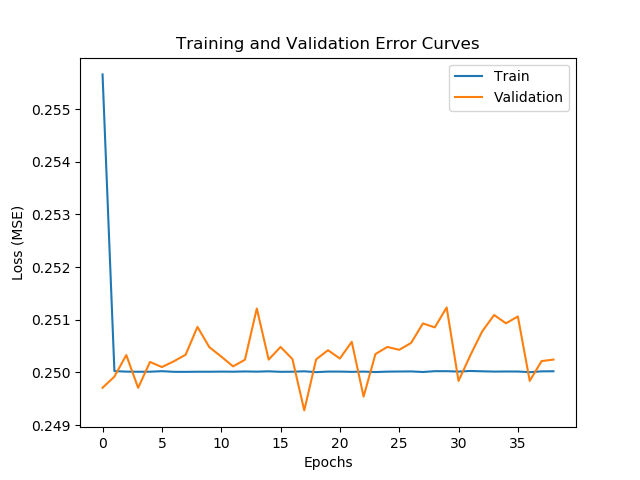 Training and Validation Error Curves
Train
Validation
0.255
0.254
0.253
0.252
0.251
0.250
0.249
Loss (MSE)
0 5 10 15 20 25 30 35
Epochs